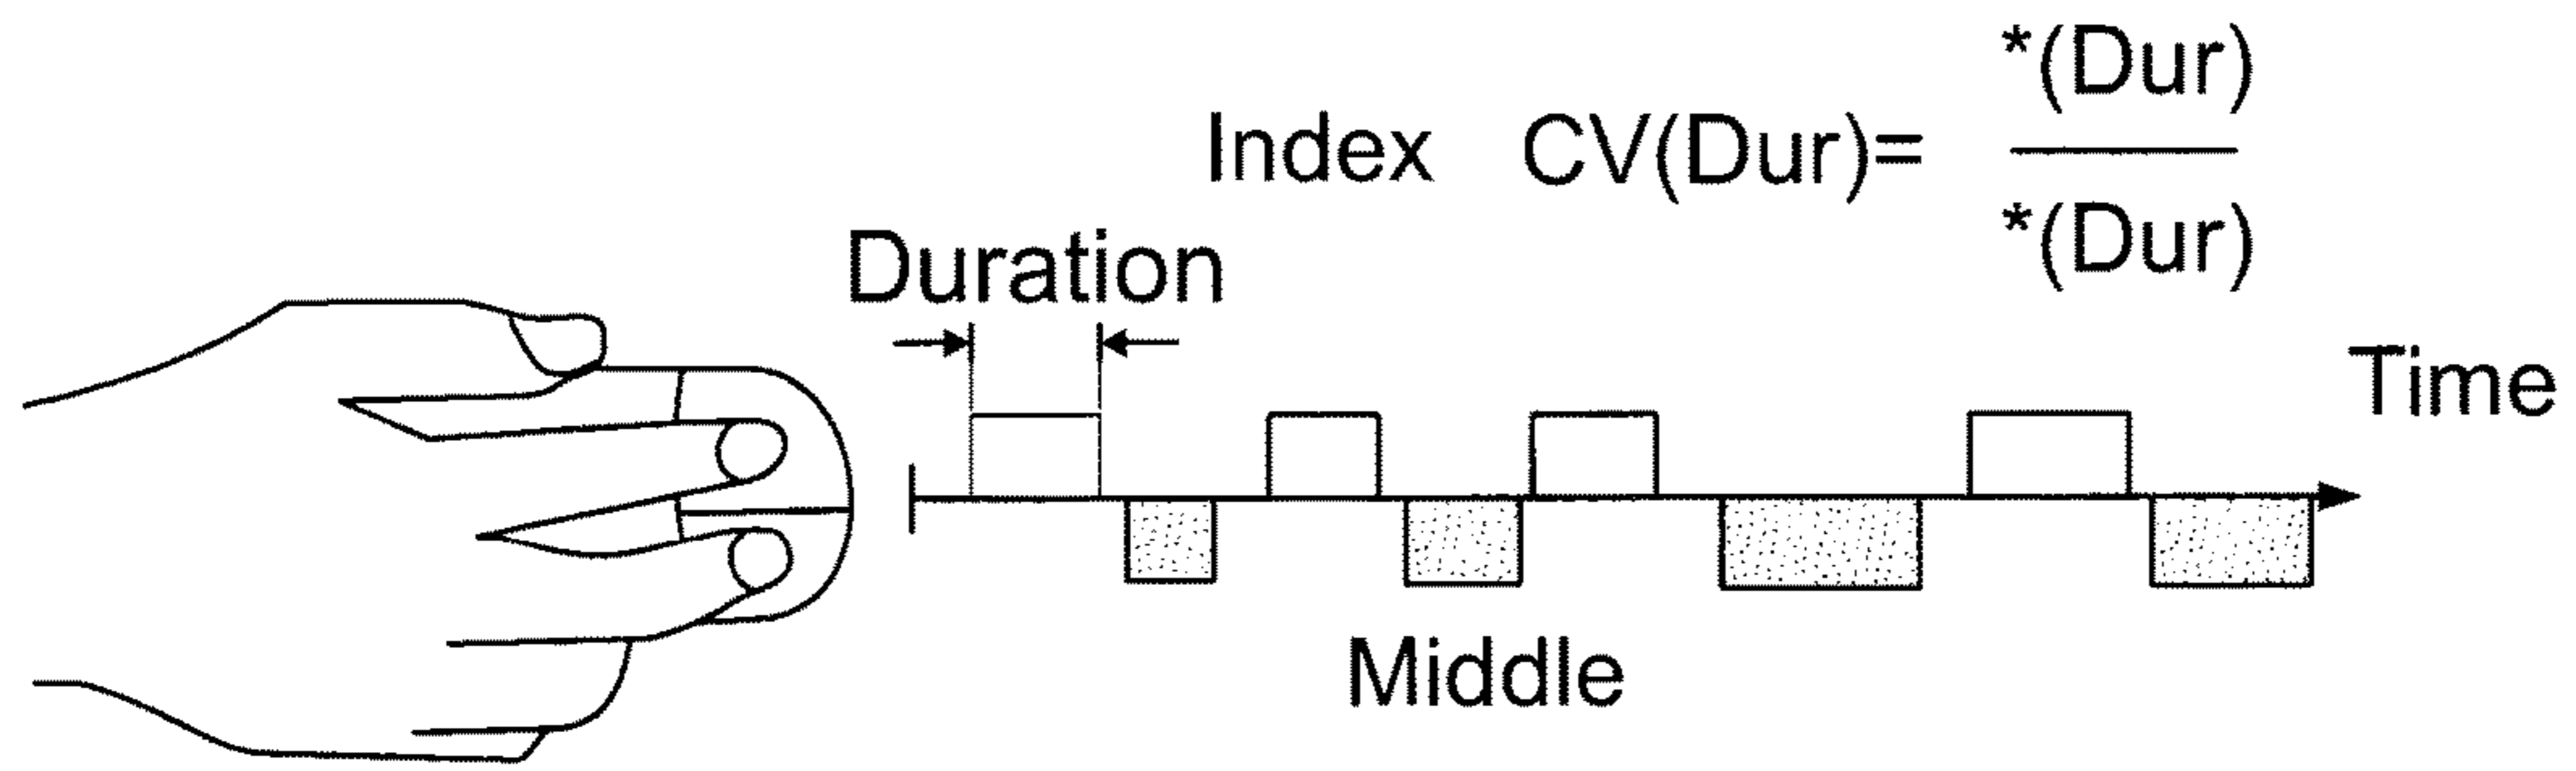 Index CV(Dur)= *(Dur)
*(Dur)
Duration
Time
Middle